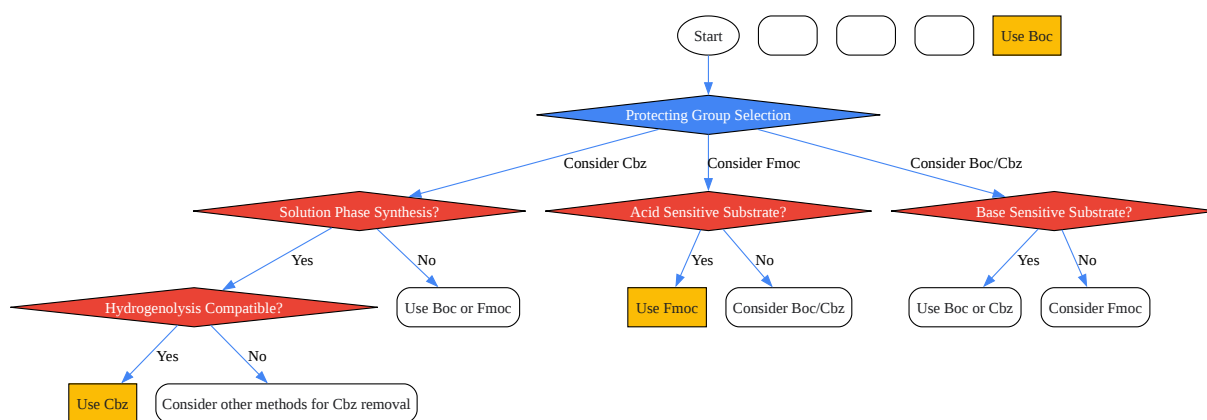 Start
Use Boc
Protecting Group Selection
Consider Cbz
Consider Fmoc
Consider Boc/Cbz
Solution Phase Synthesis?
Acid Sensitive Substrate?
Base Sensitive Substrate?
Yes
No
Yes
No
Yes
No
Hydrogenolysis Compatible?
Use Boc or Fmoc
Use Fmoc
Consider Boc/Cbz
Use Boc or Cbz
Consider Fmoc
Yes
No
Use Cbz
Consider other methods for Cbz removal